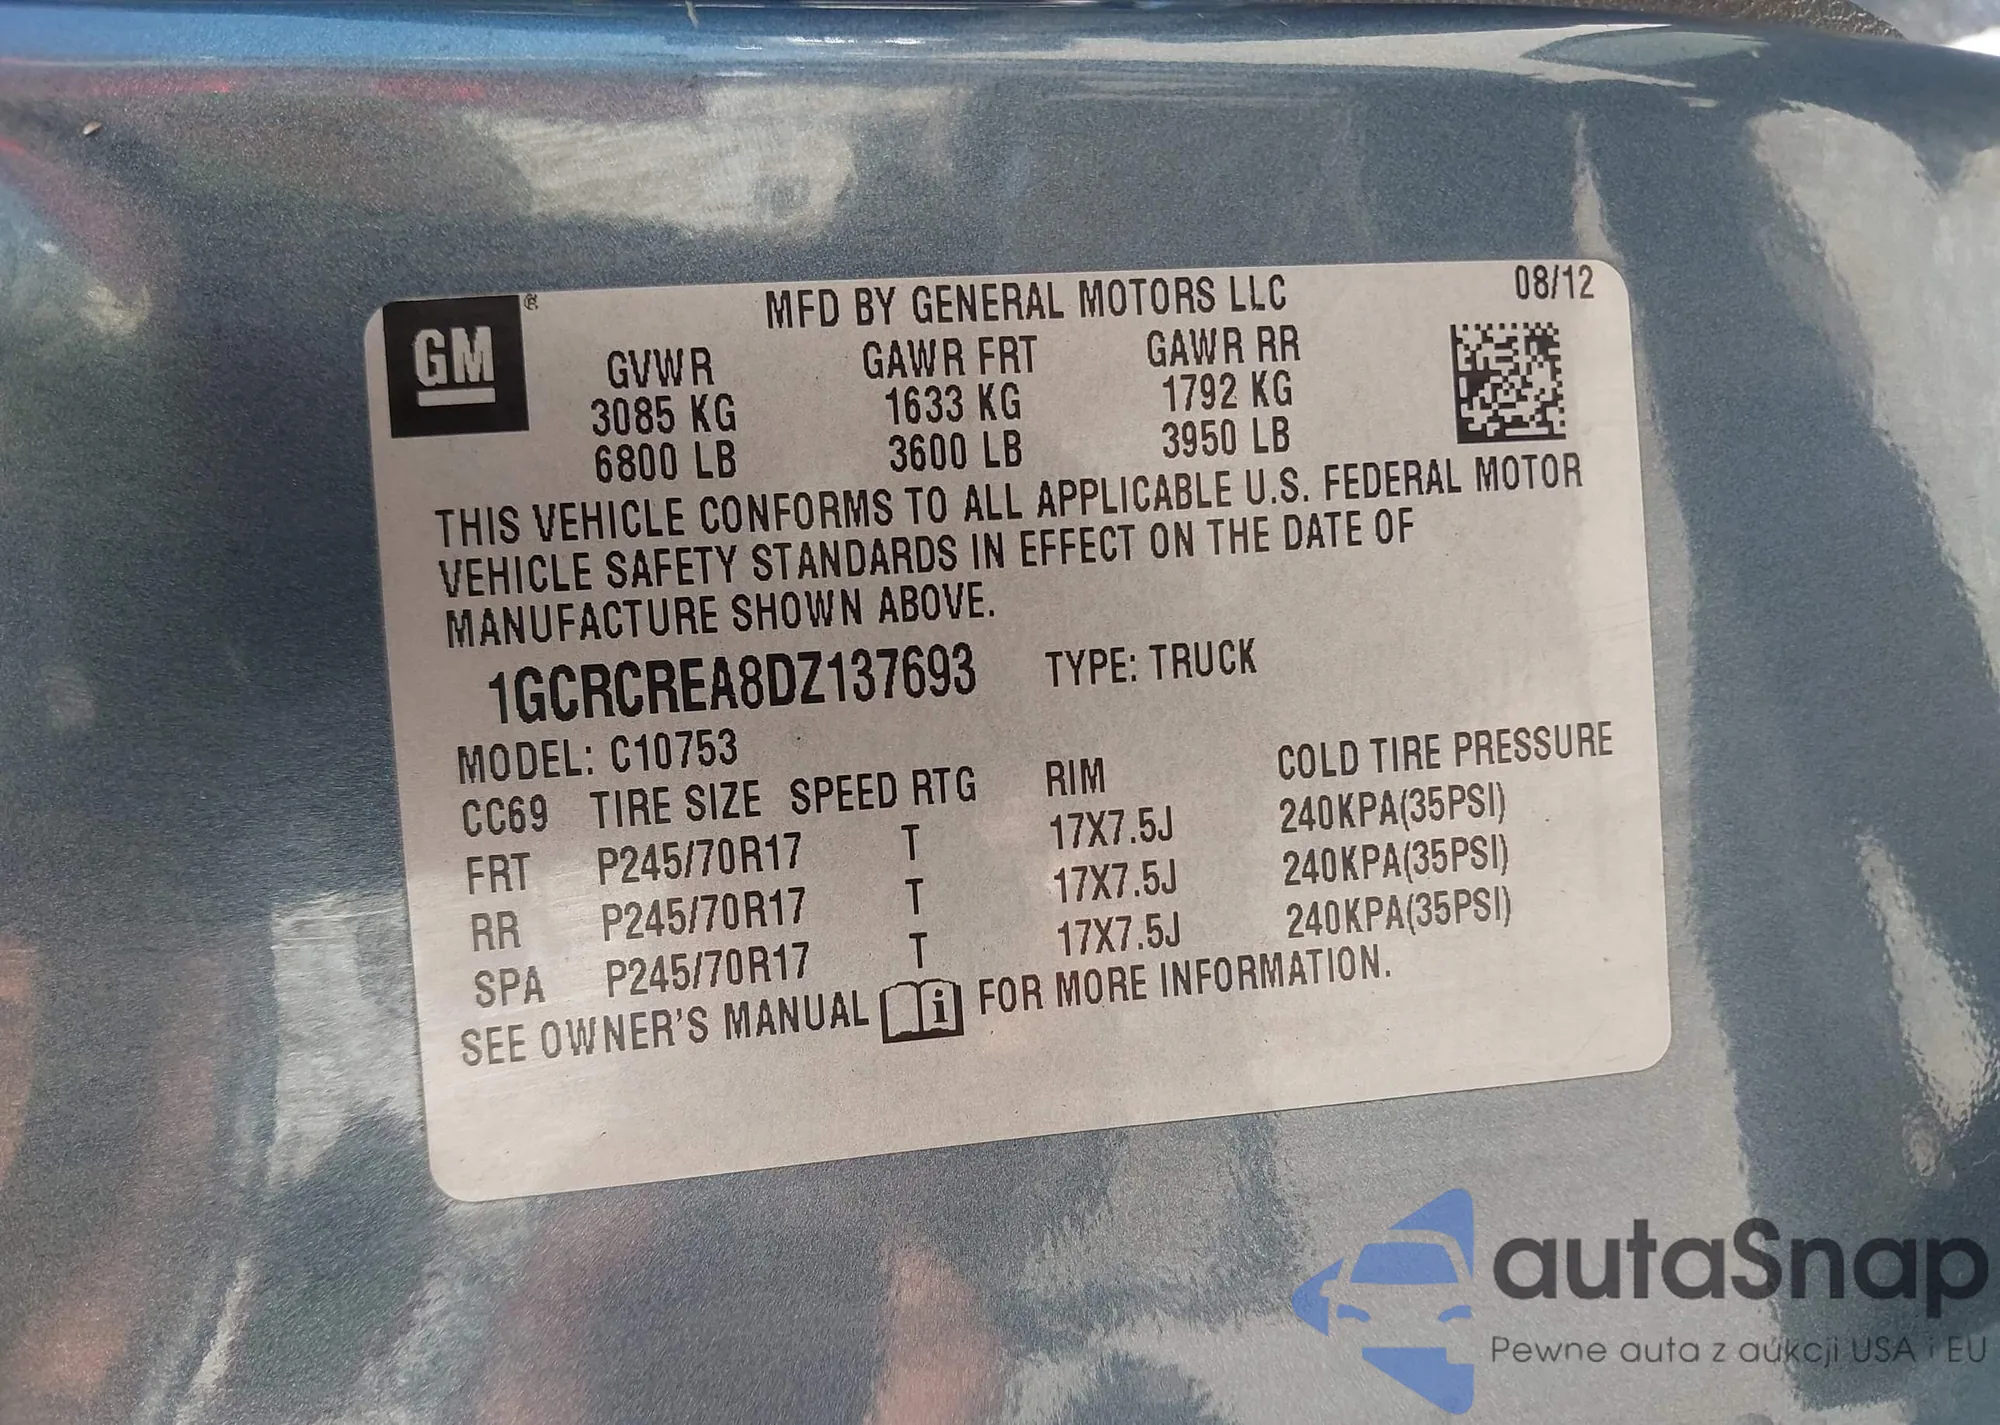 GM ®
MFD BY GENERAL MOTORS LLC 08/12
GVWR GAWR FRT GAWR RR
3085 KG 1633 KG 1792 KG
6800 LB 3600 LB 3950 LB
THIS VEHICLE CONFORMS TO ALL APPLICABLE U.S. FEDERAL MOTOR
VEHICLE SAFETY STANDARDS IN EFFECT ON THE DATE OF
MANUFACTURE SHOWN ABOVE.
1GCRCREA8DZ137693 TYPE: TRUCK
MODEL: C10753
CC69 TIRE SIZE SPEED RTG RIM COLD TIRE PRESSURE
FRT P245/70R17 T 17X7.5J 240KPA(35PSI)
RR P245/70R17 T 17X7.5J 240KPA(35PSI)
SPA P245/70R17 T 17X7.5J 240KPA(35PSI)
SEE OWNER'S MANUAL i FOR MORE INFORMATION.
autaSnap
Pewne auta z aukcji USA i EU